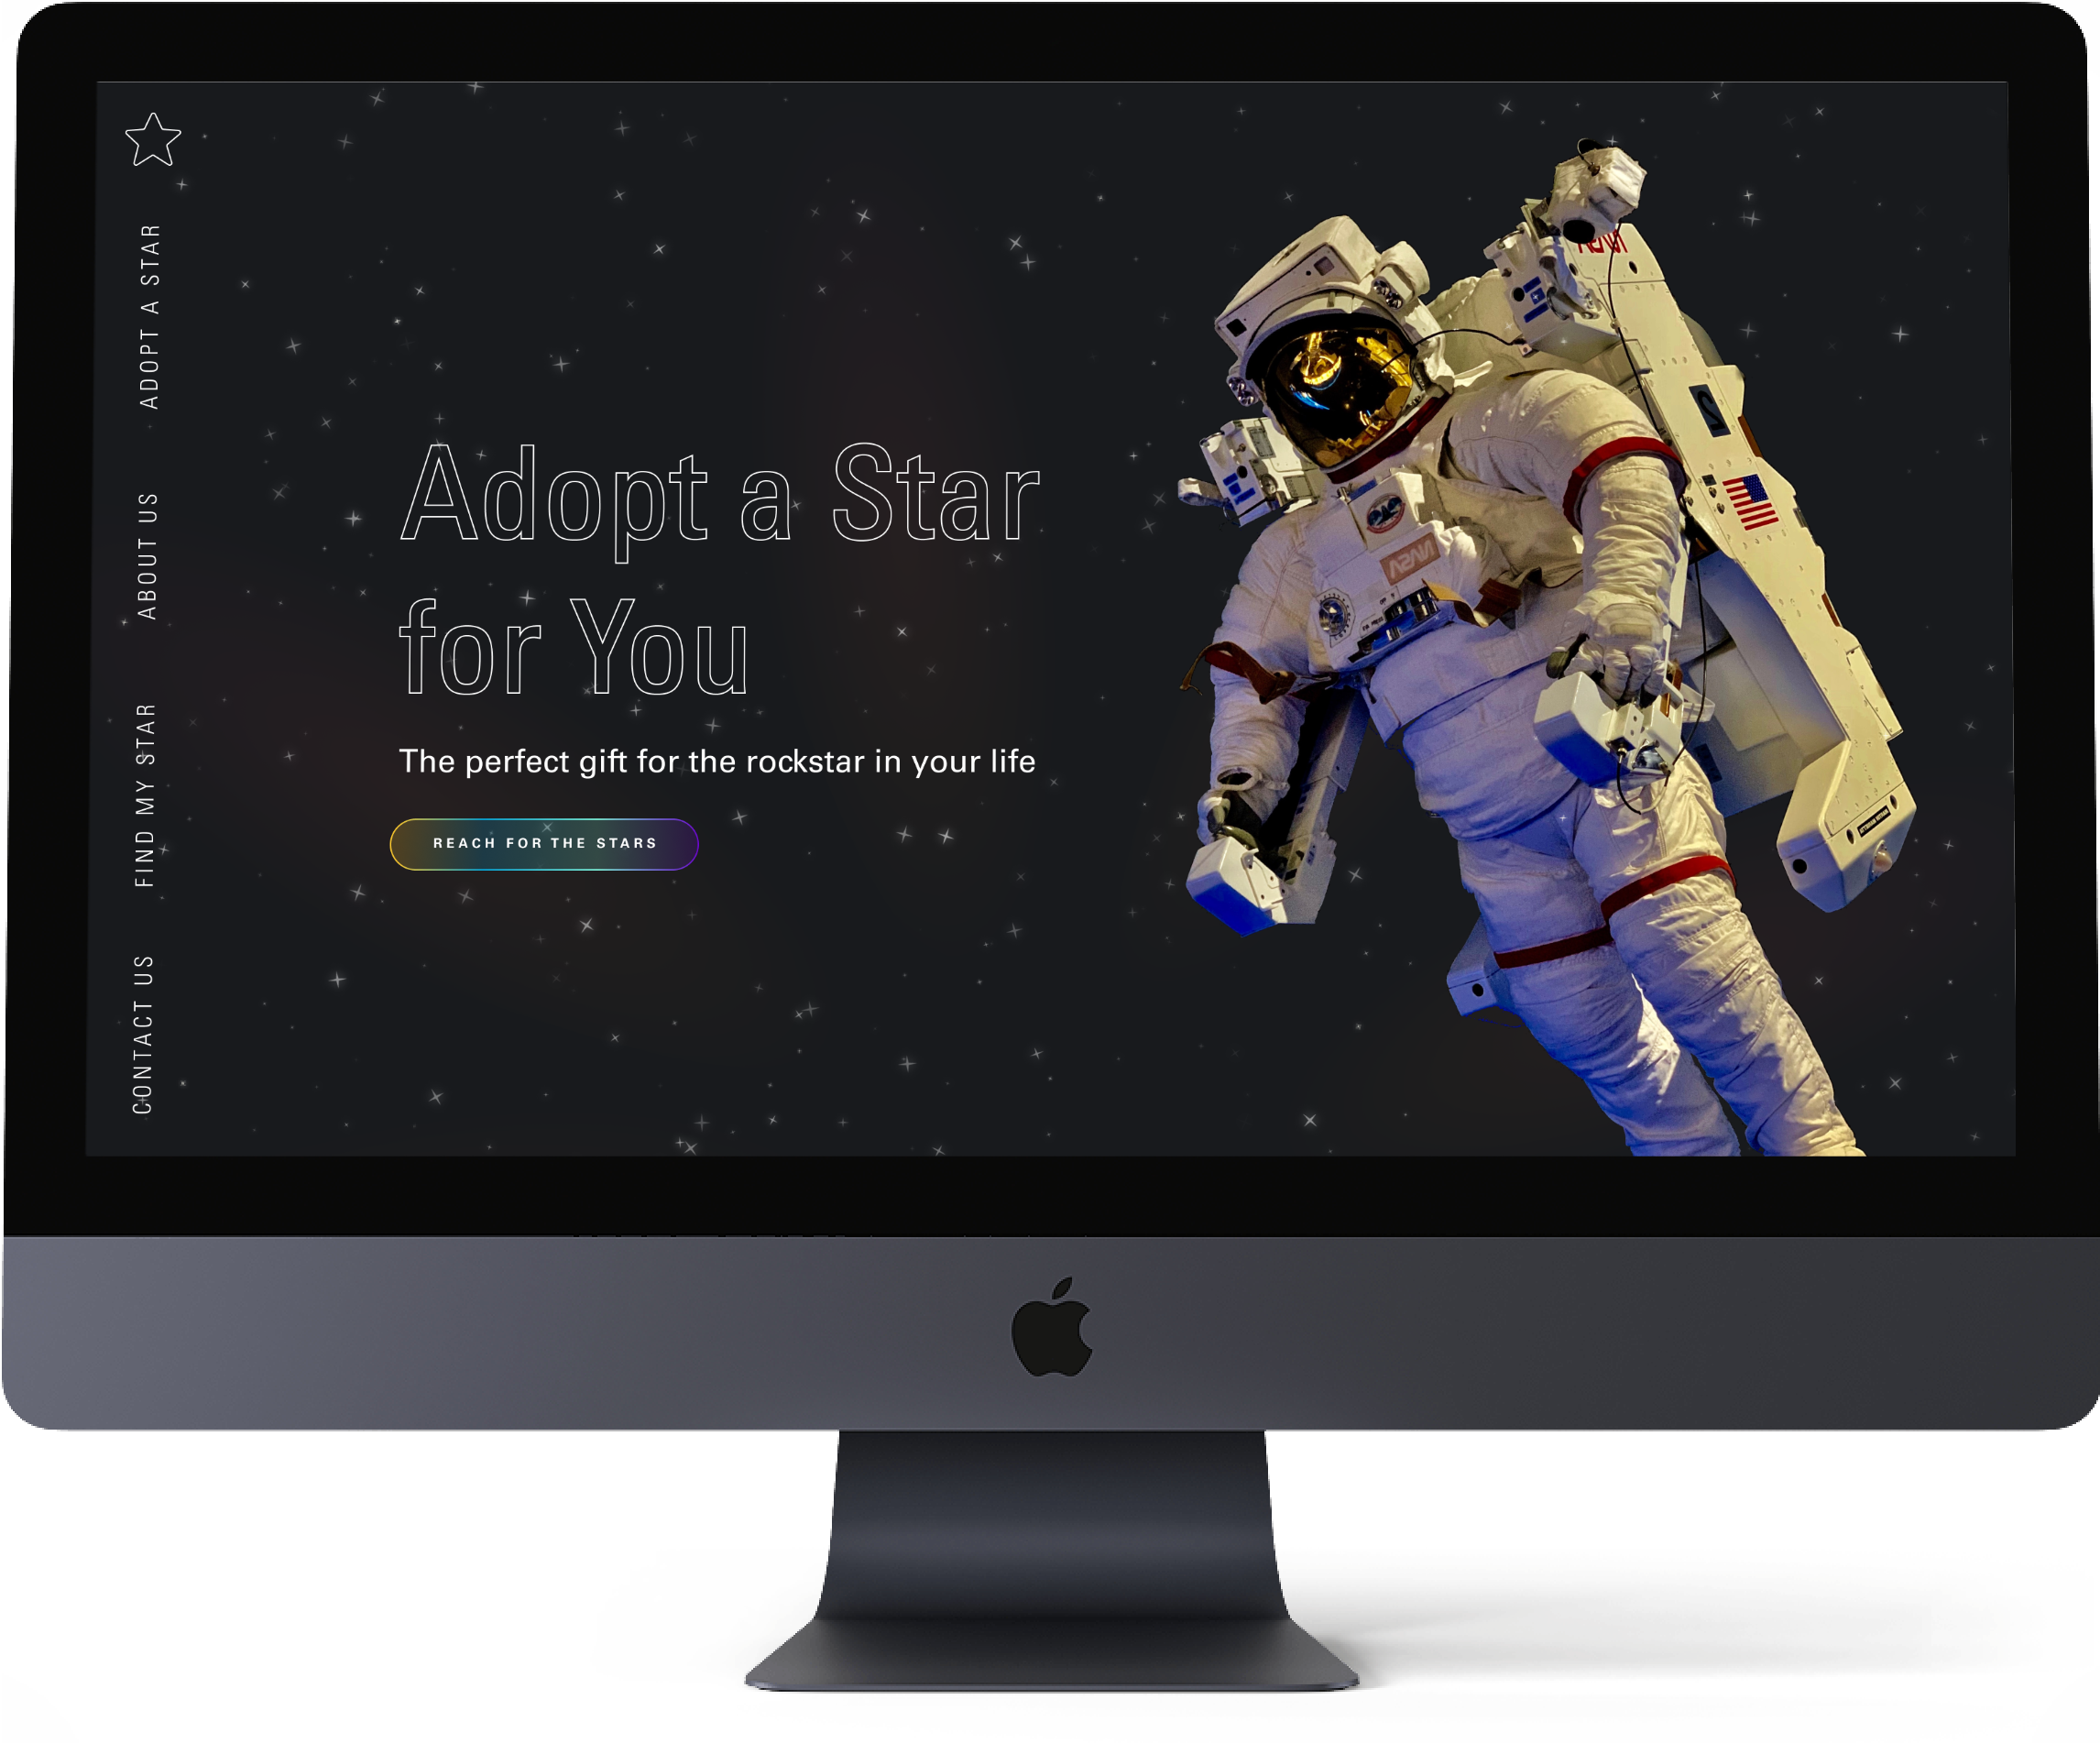 ADOPT A STAR
ABOUT US
FIND MY STAR
CONTACT US
Adopt a Star
for You
The perfect gift for the rockstar in your life
REACH FOR THE STARS
NASA
NASA